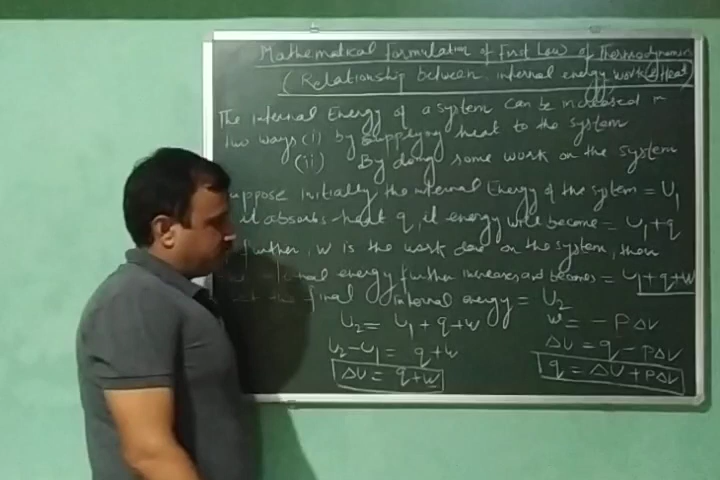 Mathematical formulation of First Law of Thermodynamics
(Relationship between internal energy, work & Heat)
The internal Energy of a system can be increased in
two ways (i) by supplying heat to the system
(ii) By doing some work on the system
uppose initially the internal Energy of the system = U1
it absorbs heat q, it energy will become = U1+q
further, w is the work done on the system, then
energy further increases and becomes = U1+q+w
final internal energy = U2
U2 = U1+q+w
U2-U1 = q+w
ΔU = q+w
w = -PΔV
ΔU = q-PΔV
q = ΔU+PΔV